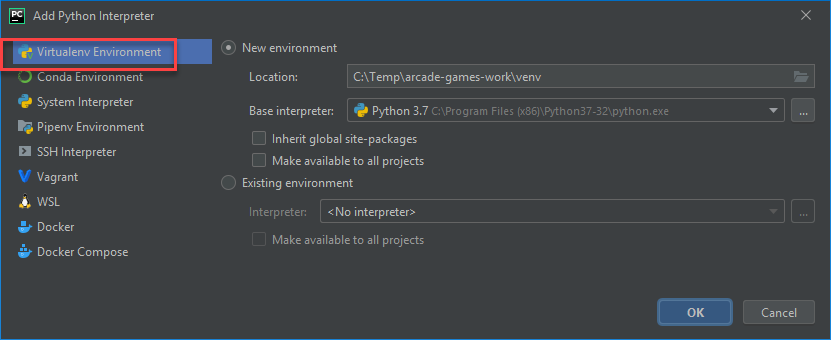 PC
Add Python Interpreter
Virtualenv Environment
Conda Environment
System Interpreter
Pipenv Environment
SSH Interpreter
Vagrant
WSL
Docker
Docker Compose
New environment
Location: C:\Temp\arcade-games-work\venv
Base interpreter: Python 3.7 C:\Program Files (x86)\Python37-32\python.exe ...
Inherit global site-packages
Make available to all projects
Existing environment
Interpreter: <No interpreter> ...
Make available to all projects
OK Cancel